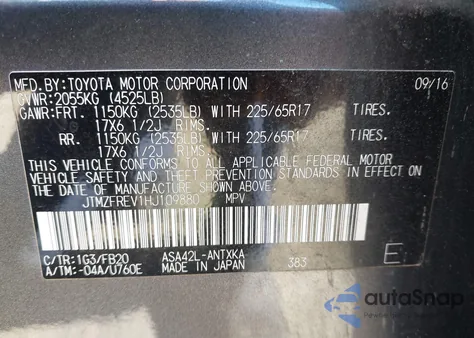 MFD.BY:TOYOTA MOTOR CORPORATION 09/16
GVWR:2055KG (4525LB)
GAWR:FRT. 1150KG (2535LB) WITH 225/65R17 TIRES.
17X6 1/2J RIMS.
RR. 1150KG (2535LB) WITH 225/65R17 TIRES.
17X6 1/2J RIMS.
THIS VEHICLE CONFORMS TO ALL APPLICABLE FEDERAL MOTOR
VEHICLE SAFETY AND THEFT PREVENTION STANDARDS IN EFFECT
ON THE DATE OF MANUFACTURE SHOWN ABOVE.
JTMZFREV1HJ109880 MPV
C/TR:1G3/FB20 ASA42L-ANTXKA E
A/TM:-04A/U760E MADE IN JAPAN 383
autoSnap